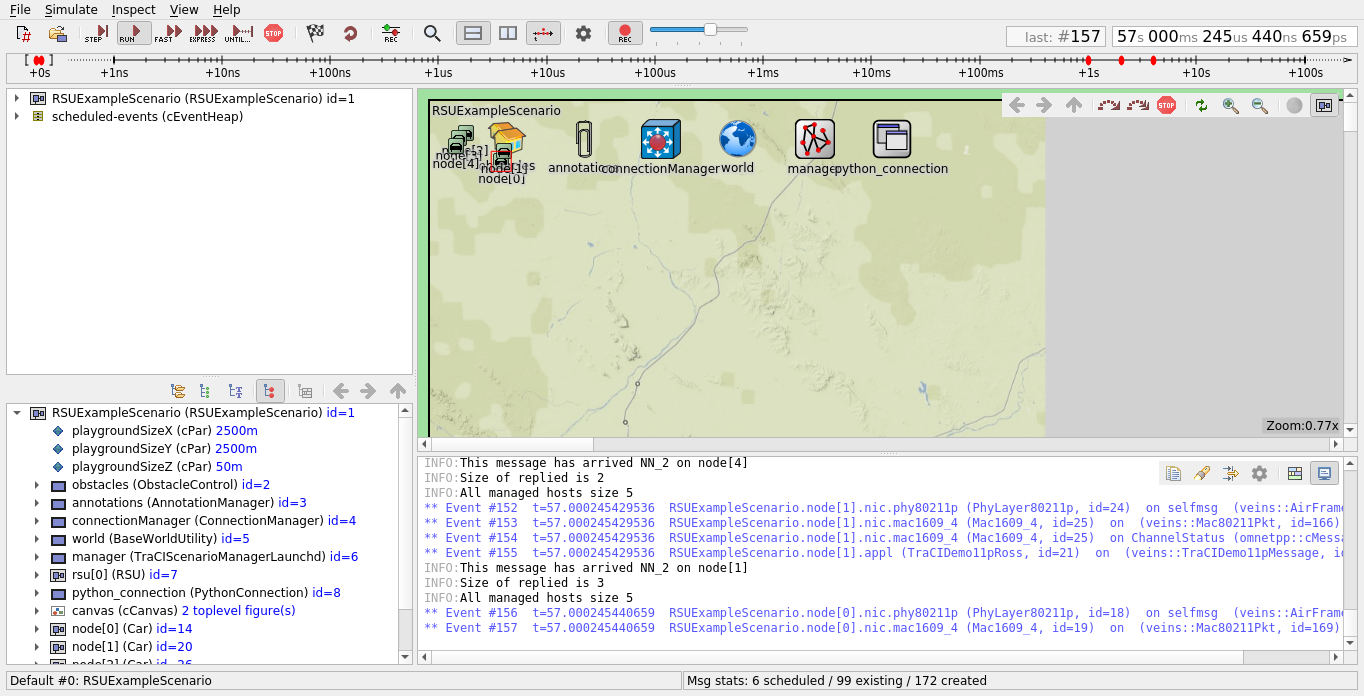 File Simulate Inspect View Help
STEP RUN FAST EXPRESS UNTIL... STOP REC REC last: #157 57s 000ms 245us 440ns 659ps
+0s +1ns +10ns +100ns +1us +10us +100us +1ms +10ms +100ms +1s +10s +100s
RSUExampleScenario (RSUExampleScenario) id=1
scheduled-events (cEventHeap)
RSUExampleScenario (RSUExampleScenario) id=1
playgroundSizeX (cPar) 2500m
playgroundSizeY (cPar) 2500m
playgroundSizeZ (cPar) 50m
obstacles (ObstacleControl) id=2
annotations (AnnotationManager) id=3
connectionManager (ConnectionManager) id=4
world (BaseWorldUtility) id=5
manager (TraCIScenarioManagerLaunchd) id=6
rsu[0] (RSU) id=7
python_connection (PythonConnection) id=8
canvas (cCanvas) 2 toplevel figure(s)
node[0] (Car) id=14
node[1] (Car) id=20
RSUExampleScenario
STOP
node[4] node[1] connectionManager world python_connection
node[0]
Zoom:0.77x
INFO:This message has arrived NN_2 on node[4]
INFO:Size of replied is 2
INFO:All managed hosts size 5
** Event #152 t=57.000245429536 RSUExampleScenario.node[1].nic.phy80211p (PhyLayer80211p, id=24) on selfmsg (veins::AirFrame
** Event #153 t=57.000245429536 RSUExampleScenario.node[1].nic.mac1609_4 (Mac1609_4, id=25) on (veins::Mac80211Pkt, id=166)
** Event #154 t=57.000245429536 RSUExampleScenario.node[1].nic.mac1609_4 (Mac1609_4, id=25) on ChannelStatus (omnetpp::cMessa
** Event #155 t=57.000245429536 RSUExampleScenario.node[1].appl (TraCIDemo11pRoss, id=21) on (veins::TraCIDemo11pMessage, id
INFO:This message has arrived NN_2 on node[1]
INFO:Size of replied is 3
INFO:All managed hosts size 5
** Event #156 t=57.000245440659 RSUExampleScenario.node[0].nic.phy80211p (PhyLayer80211p, id=18) on selfmsg (veins::AirFrame
** Event #157 t=57.000245440659 RSUExampleScenario.node[0].nic.mac1609_4 (Mac1609_4, id=19) on (veins::Mac80211Pkt, id=169)
Default #0: RSUExampleScenario Msg stats: 6 scheduled / 99 existing / 172 created